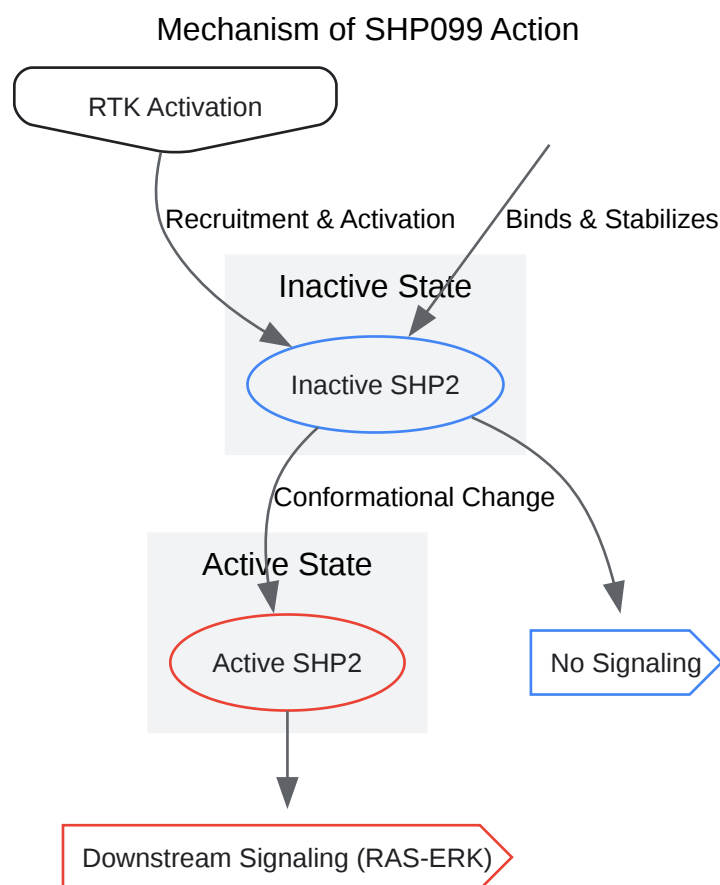 Mechanism of SHP099 Action
RTK Activation
Recruitment & Activation
Binds & Stabilizes
Inactive State
Inactive SHP2
Conformational Change
Active State
Active SHP2
No Signaling
Downstream Signaling (RAS-ERK)